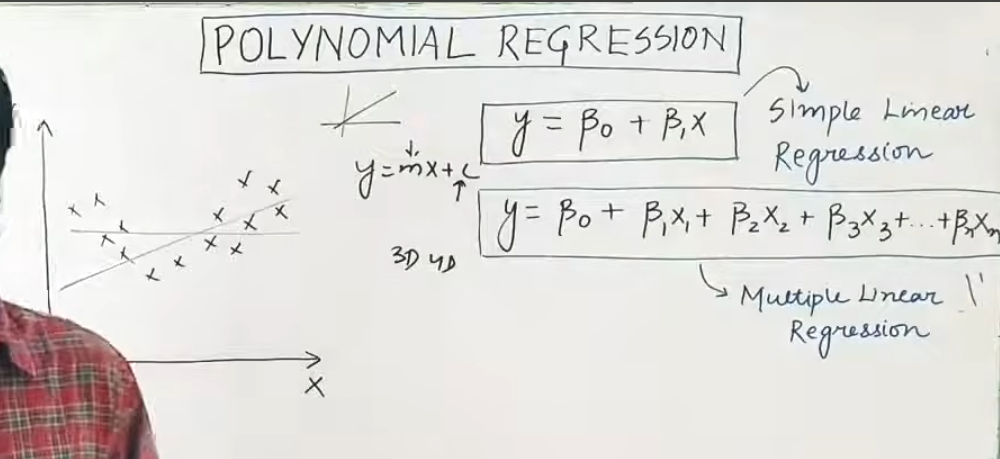 POLYNOMIAL REGRESSION
y = β₀ + β₁x
Simple Linear
Regression
y = mx + c
y = β₀ + β₁x₁ + β₂x₂ + β₃x₃ + ... + βₙxₙ
3D 4D
Multiple Linear
Regression
X